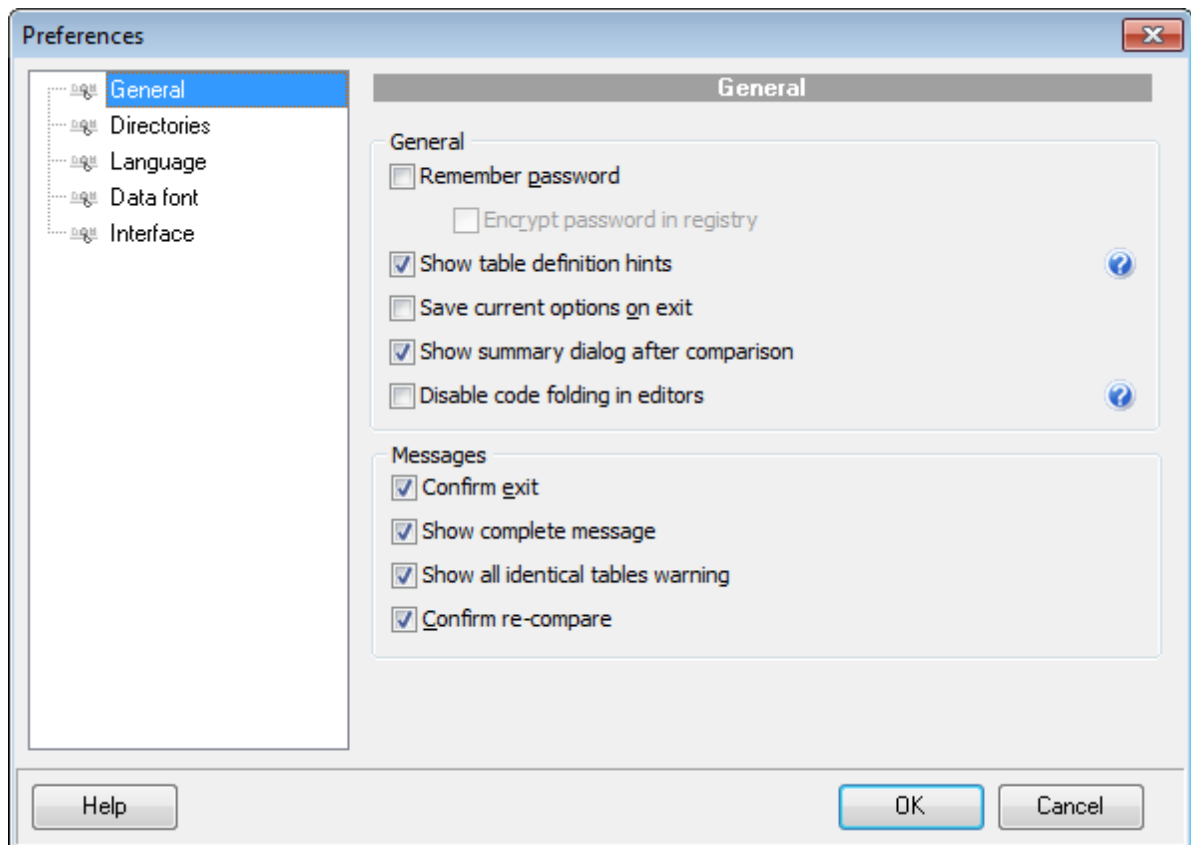 Preferences
General
Directories
Language
Data font
Interface
General
General
Remember password
Encrypt password in registry
Show table definition hints
Save current options on exit
Show summary dialog after comparison
Disable code folding in editors
Messages
Confirm exit
Show complete message
Show all identical tables warning
Confirm re-compare
Help
OK
Cancel